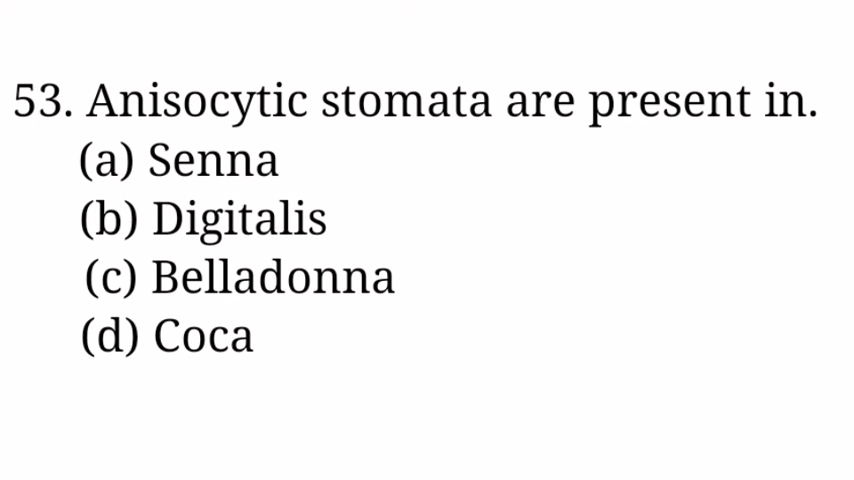 53. Anisocytic stomata are present in.
(a) Senna
(b) Digitalis
(c) Belladonna
(d) Coca